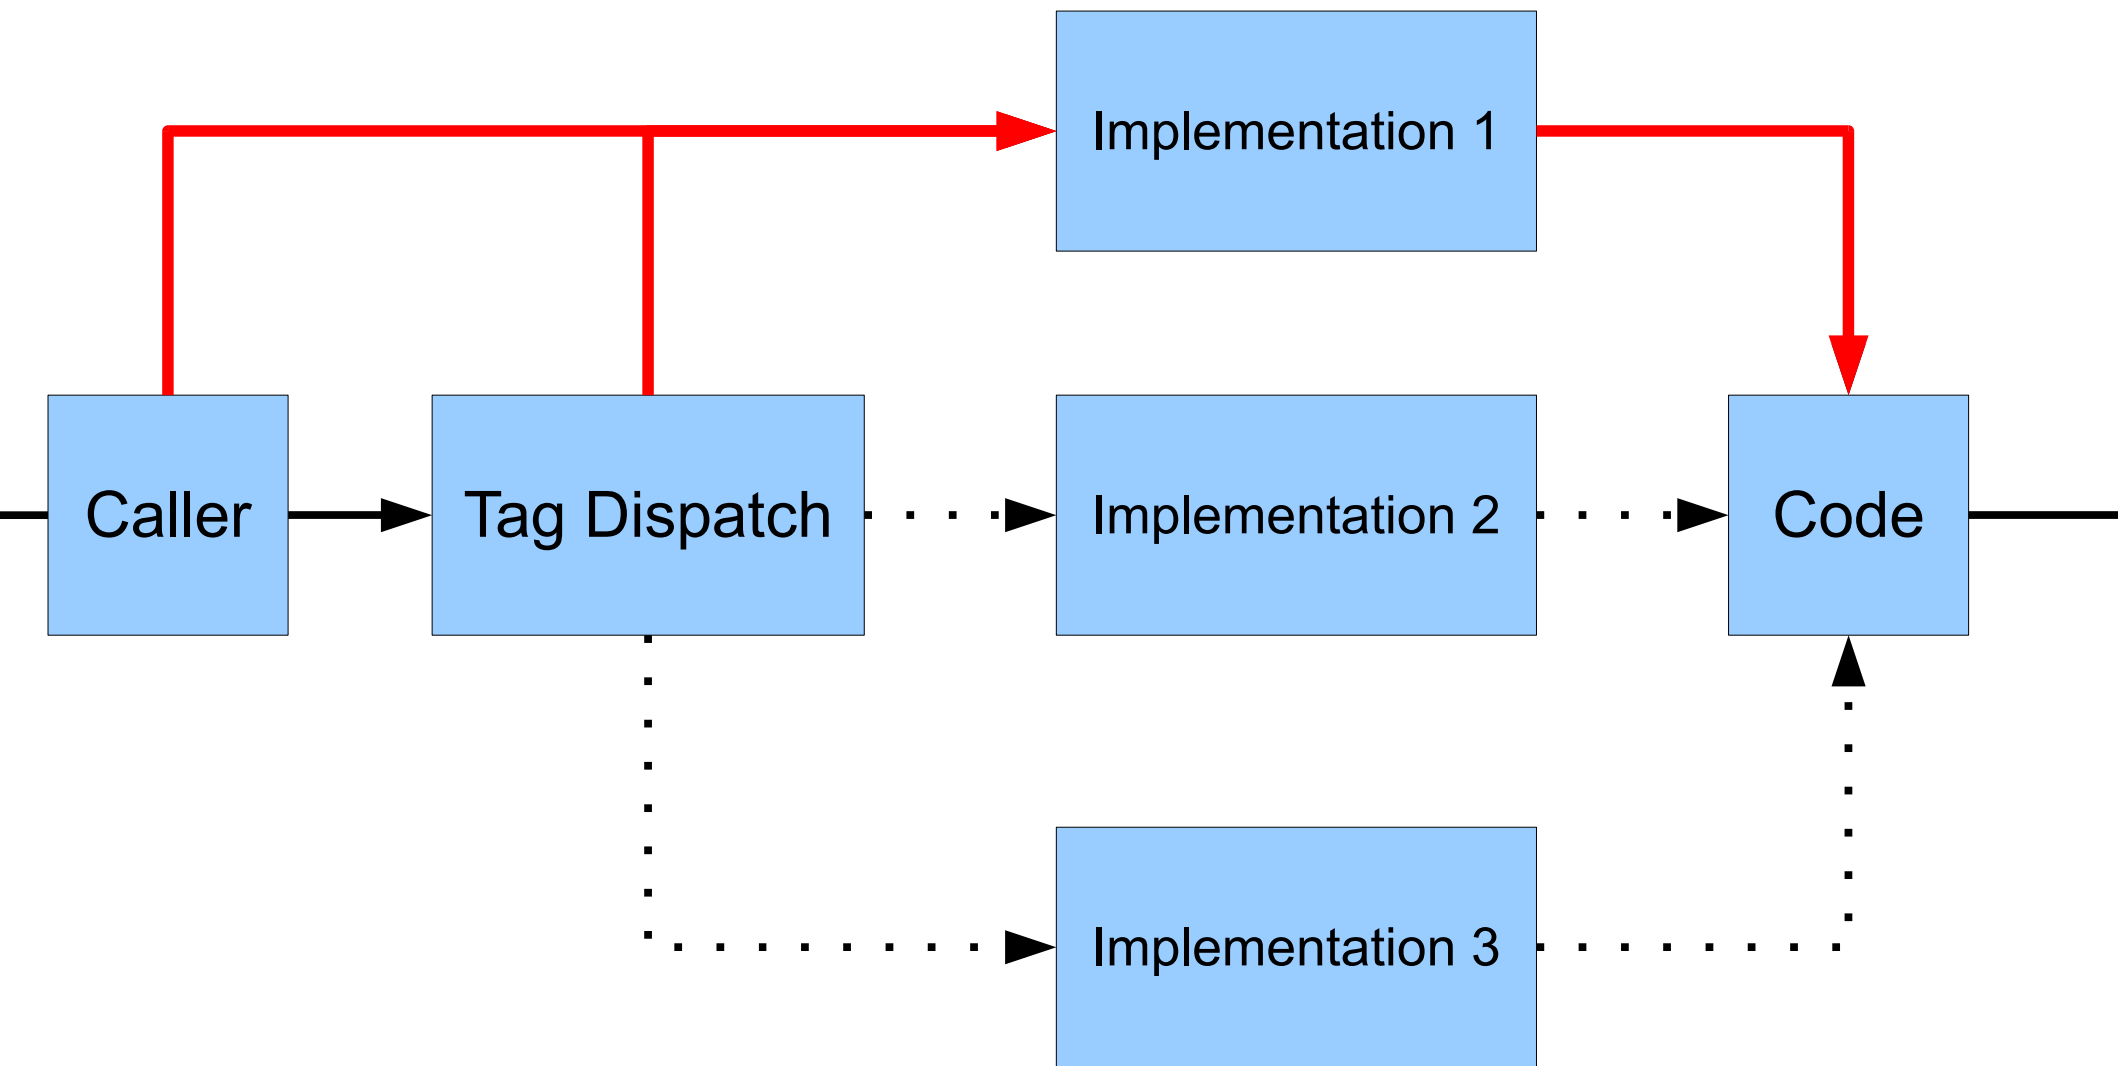 Implementation 1
Caller
Tag Dispatch
Implementation 2
Code
Implementation 3